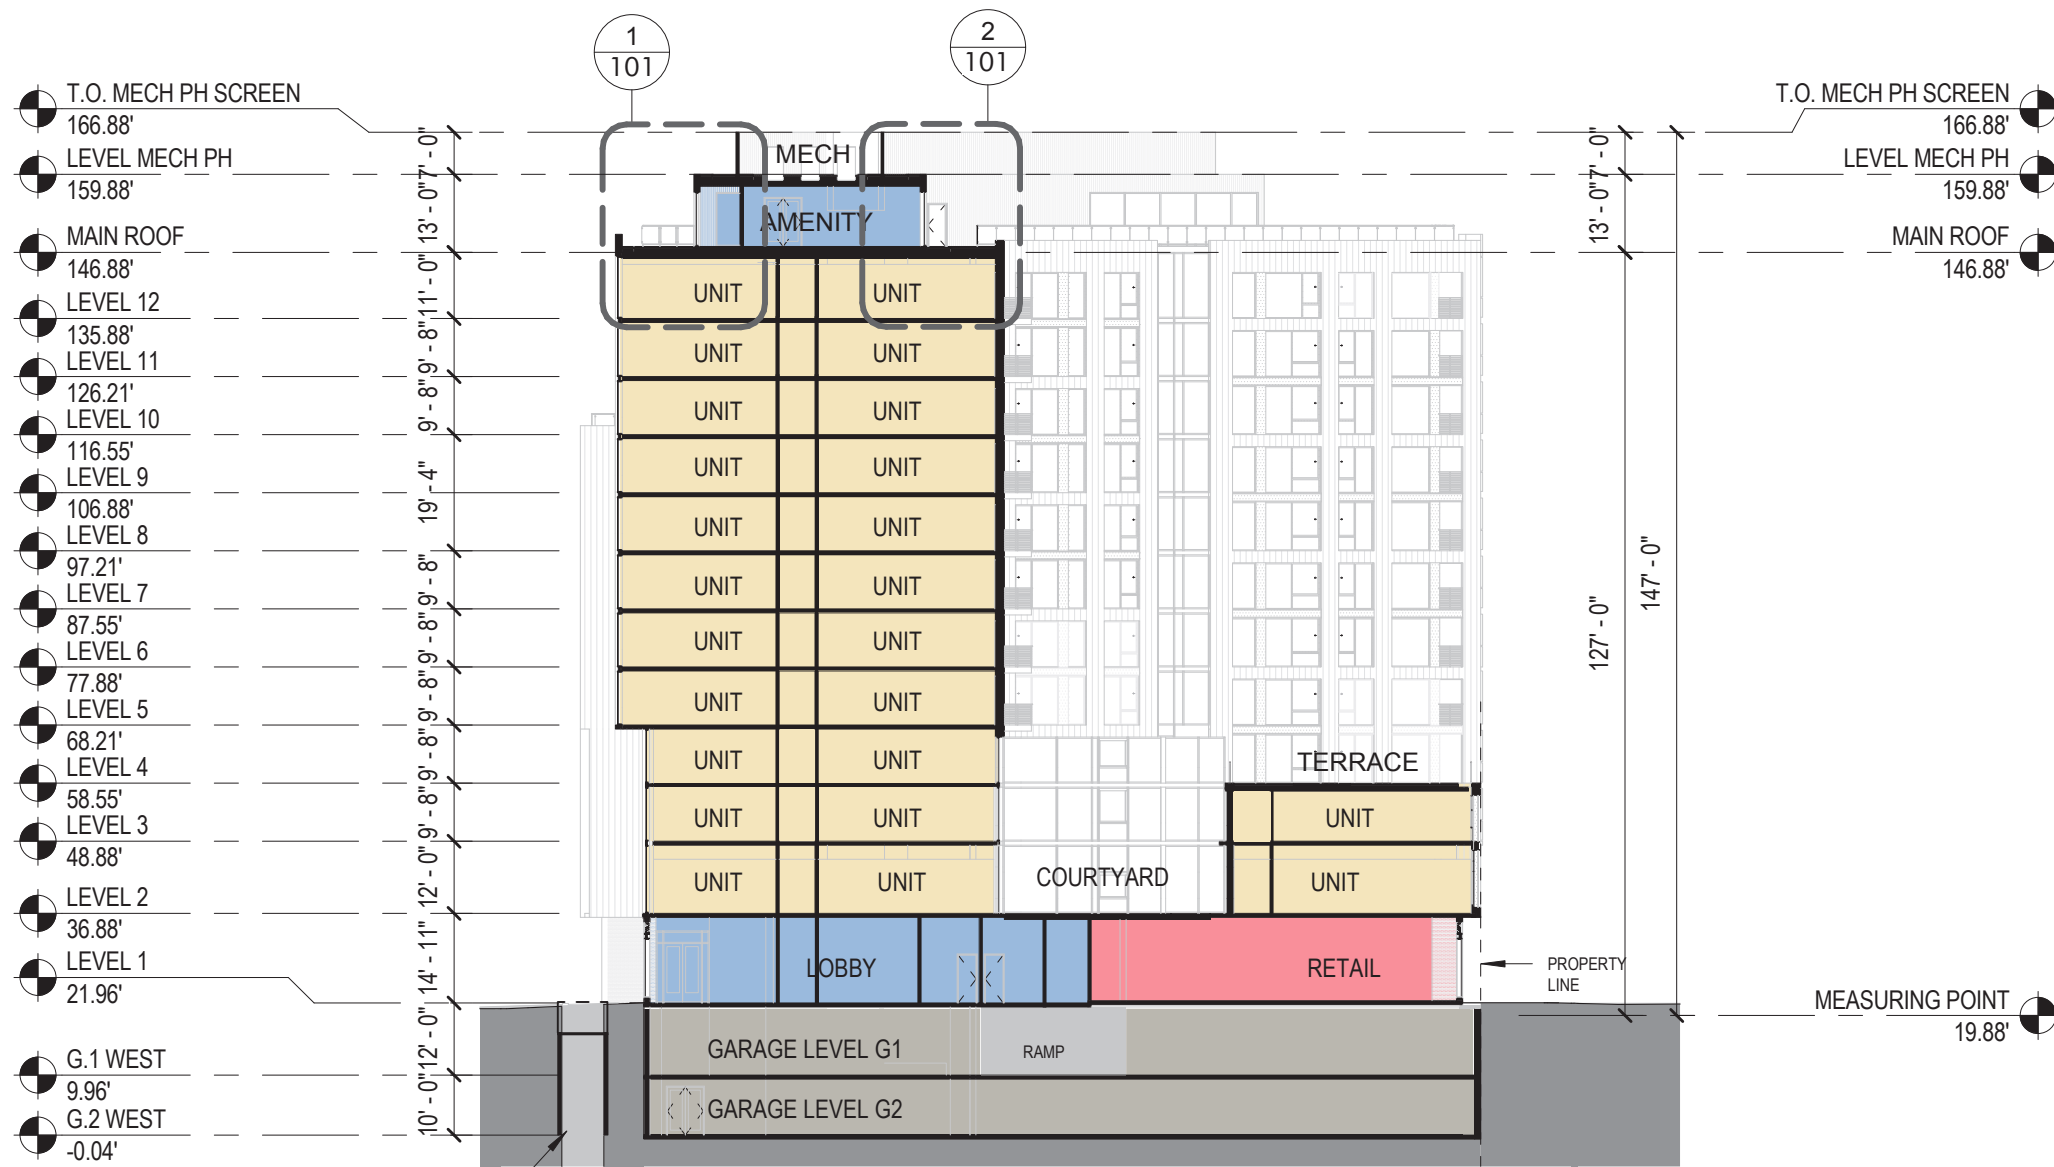 1
101
2
101
T.O. MECH PH SCREEN
166.88'
LEVEL MECH PH
159.88'
MAIN ROOF
146.88'
LEVEL 12
135.88'
LEVEL 11
126.21'
LEVEL 10
116.55'
LEVEL 9
106.88'
LEVEL 8
97.21'
LEVEL 7
87.55'
LEVEL 6
77.88'
LEVEL 5
68.21'
LEVEL 4
58.55'
LEVEL 3
48.88'
LEVEL 2
36.88'
LEVEL 1
21.96'
G.1 WEST
9.96'
G.2 WEST
-0.04'
7' - 0"
13' - 0"
11' - 0"
9' - 8"
9' - 8"
19' - 4"
9' - 8"
9' - 8"
9' - 8"
9' - 8"
9' - 8"
12' - 0"
14' - 11"
12' - 0"
10' - 0"
MECH
AMENITY
UNIT UNIT
UNIT UNIT
UNIT UNIT
UNIT UNIT
UNIT UNIT
UNIT UNIT
UNIT UNIT
UNIT UNIT
UNIT UNIT
TERRACE
UNIT UNIT UNIT
UNIT UNIT COURTYARD UNIT
LOBBY RETAIL
GARAGE LEVEL G1 RAMP
GARAGE LEVEL G2
PROPERTY
LINE
7' - 0"
13' - 0"
127' - 0"
147' - 0"
T.O. MECH PH SCREEN
166.88'
LEVEL MECH PH
159.88'
MAIN ROOF
146.88'
MEASURING POINT
19.88'